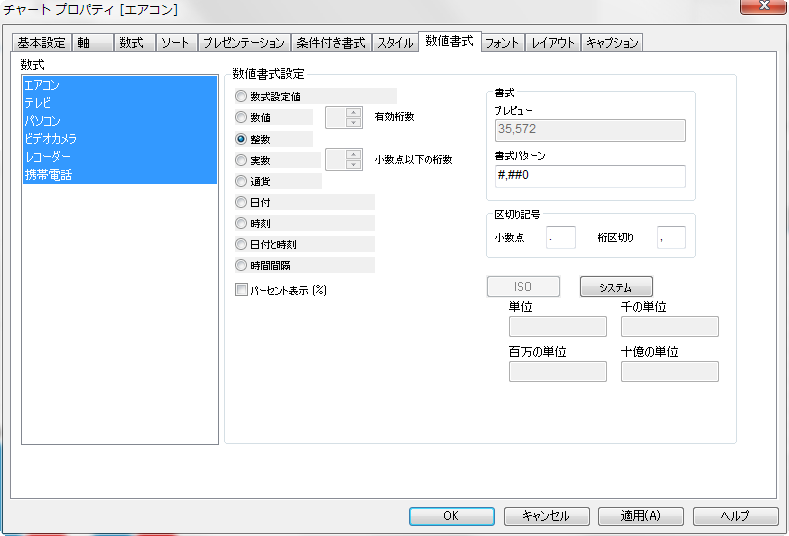 チャート プロパティ [エアコン]
基本設定 軸 数式 ソート プレゼンテーション 条件付き書式 スタイル 数値書式 フォント レイアウト キャプション
数式
エアコン
テレビ
パソコン
ビデオカメラ
レコーダー
携帯電話
数値書式設定
数式設定値
数値 有効桁数
整数
実数 小数点以下の桁数
通貨
日付
時刻
日付と時刻
時間間隔
パーセント表示 (%)
書式
プレビュー
35,572
書式パターン
#,##0
区切り記号
小数点 . 桁区切り ,
ISO システム
単位 千の単位
百万の単位 十億の単位
OK キャンセル 適用(A) ヘルプ